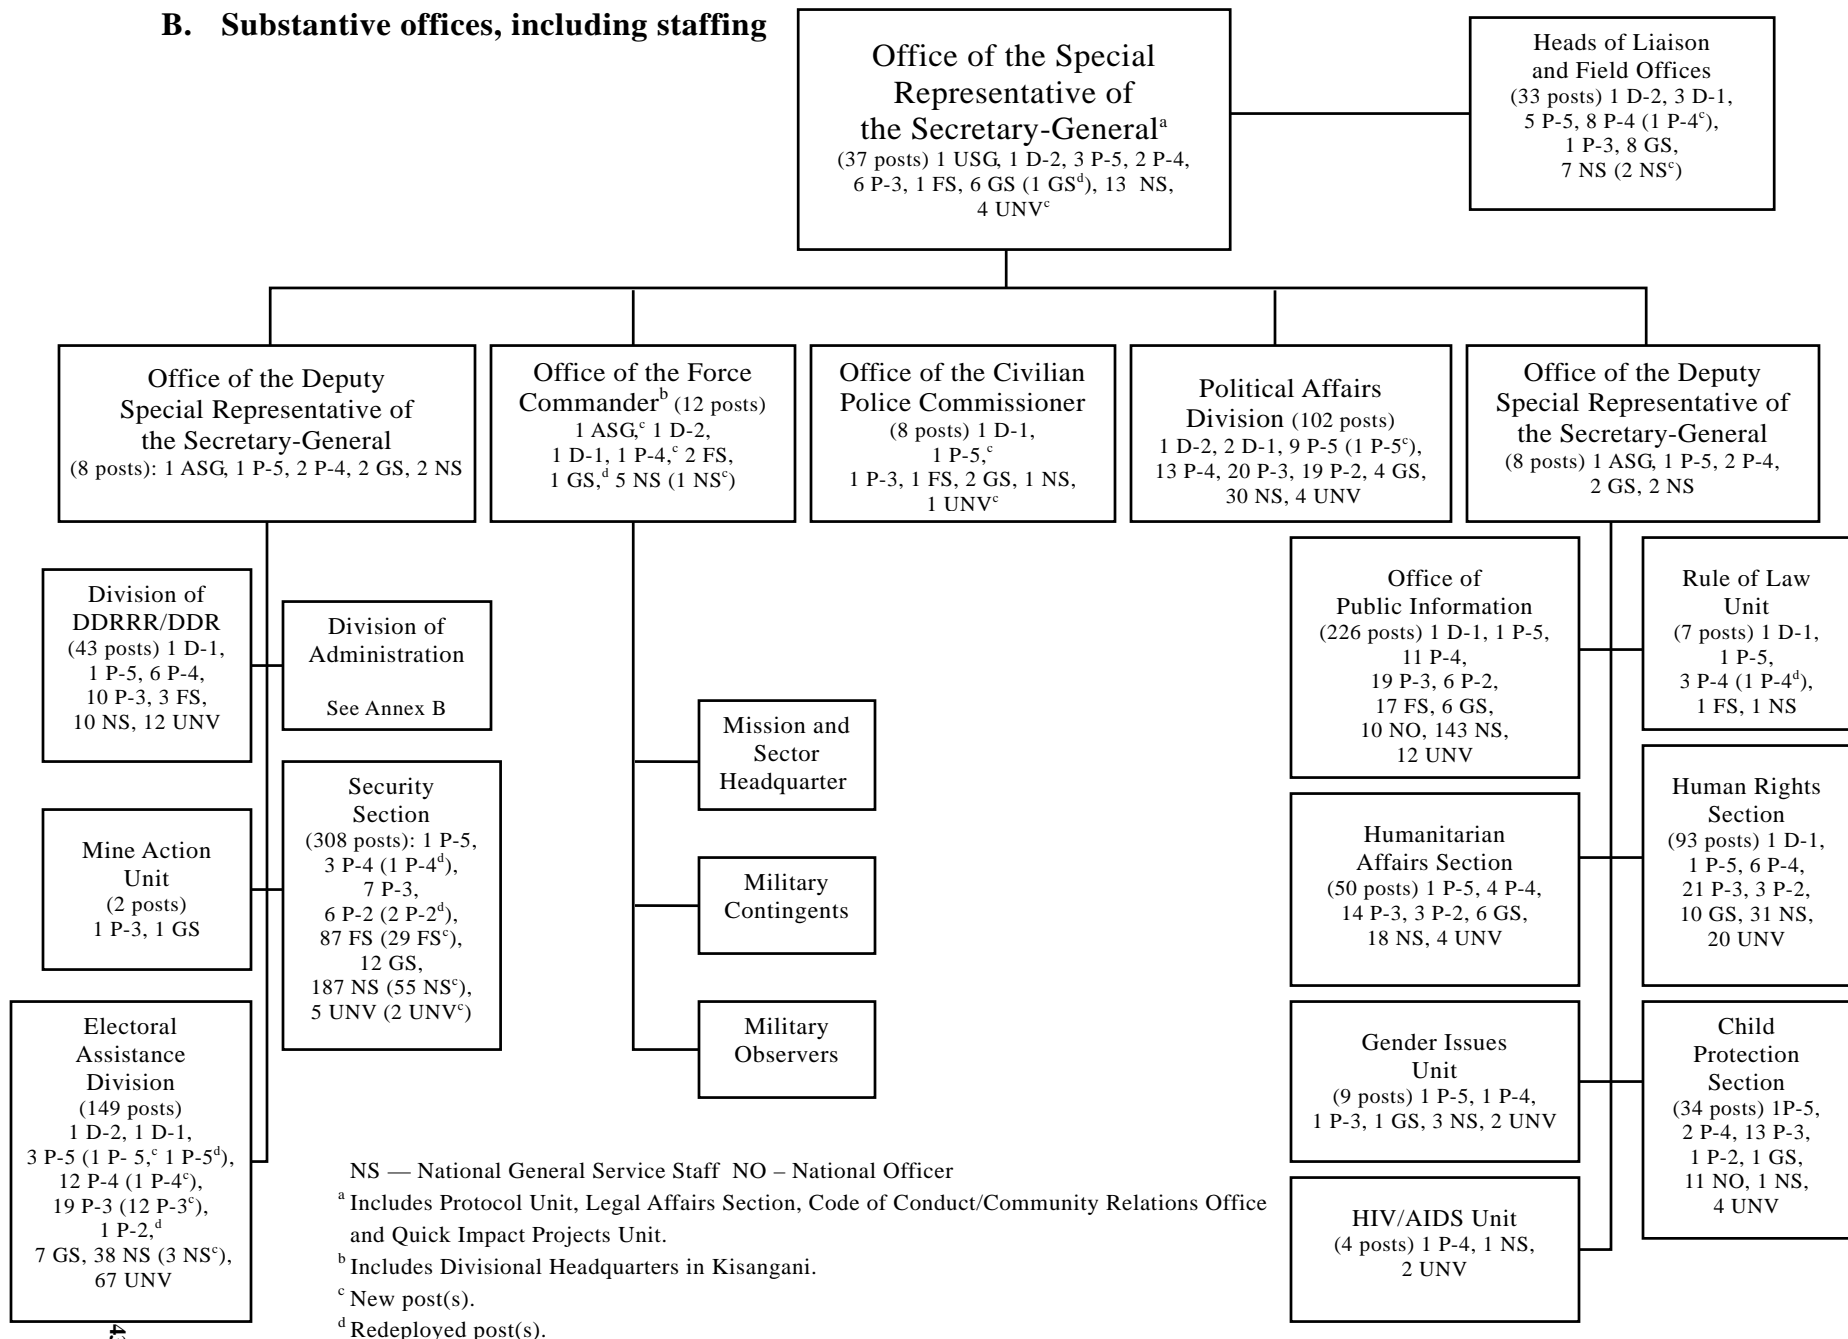 B. Substantive offices, including staffing
Office of the Special
Representative of
the Secretary-General^a
(37 posts) 1 USG, 1 D-2, 3 P-5, 2 P-4,
6 P-3, 1 FS, 6 GS (1 GS^d), 13 NS,
4 UNV^c
Heads of Liaison
and Field Offices
(33 posts) 1 D-2, 3 D-1,
5 P-5, 8 P-4 (1 P-4^c),
1 P-3, 8 GS,
7 NS (2 NS^c)
Office of the Deputy
Special Representative of
the Secretary-General
(8 posts): 1 ASG, 1 P-5, 2 P-4, 2 GS, 2 NS
Office of the Force
Commander^b (12 posts)
1 ASG,^c 1 D-2,
1 D-1, 1 P-4,^c 2 FS,
1 GS,^d 5 NS (1 NS^c)
Office of the Civilian
Police Commissioner
(8 posts) 1 D-1,
1 P-5,^c
1 P-3, 1 FS, 2 GS, 1 NS,
1 UNV^c
Political Affairs
Division (102 posts)
1 D-2, 2 D-1, 9 P-5 (1 P-5^c),
13 P-4, 20 P-3, 19 P-2, 4 GS,
30 NS, 4 UNV
Office of the Deputy
Special Representative of
the Secretary-General
(8 posts) 1 ASG, 1 P-5, 2 P-4,
2 GS, 2 NS
Division of
DDRRR/DDR
(43 posts) 1 D-1,
1 P-5, 6 P-4,
10 P-3, 3 FS,
10 NS, 12 UNV
Division of
Administration
See Annex B
Mine Action
Unit
(2 posts)
1 P-3, 1 GS
Security
Section
(308 posts): 1 P-5,
3 P-4 (1 P-4^d),
7 P-3,
6 P-2 (2 P-2^d),
87 FS (29 FS^c),
12 GS,
187 NS (55 NS^c),
5 UNV (2 UNV^c)
Electoral
Assistance
Division
(149 posts)
1 D-2, 1 D-1,
3 P-5 (1 P- 5,^c 1 P-5^d),
12 P-4 (1 P-4^c),
19 P-3 (12 P-3^c),
1 P-2,^d
7 GS, 38 NS (3 NS^c),
67 UNV
Mission and
Sector
Headquarter
Military
Contingents
Military
Observers
Office of
Public Information
(226 posts) 1 D-1, 1 P-5,
11 P-4,
19 P-3, 6 P-2,
17 FS, 6 GS,
10 NO, 143 NS,
12 UNV
Rule of Law
Unit
(7 posts) 1 D-1,
1 P-5,
3 P-4 (1 P-4^d),
1 FS, 1 NS
Humanitarian
Affairs Section
(50 posts) 1 P-5, 4 P-4,
14 P-3, 3 P-2, 6 GS,
18 NS, 4 UNV
Human Rights
Section
(93 posts) 1 D-1,
1 P-5, 6 P-4,
21 P-3, 3 P-2,
10 GS, 31 NS,
20 UNV
Gender Issues
Unit
(9 posts) 1 P-5, 1 P-4,
1 P-3, 1 GS, 3 NS, 2 UNV
Child
Protection
Section
(34 posts) 1P-5,
2 P-4, 13 P-3,
1 P-2, 1 GS,
11 NO, 1 NS,
4 UNV
HIV/AIDS Unit
(4 posts) 1 P-4, 1 NS,
2 UNV
NS — National General Service Staff NO – National Officer
^a Includes Protocol Unit, Legal Affairs Section, Code of Conduct/Community Relations Office
and Quick Impact Projects Unit.
^b Includes Divisional Headquarters in Kisangani.
^c New post(s).
^d Redeployed post(s).